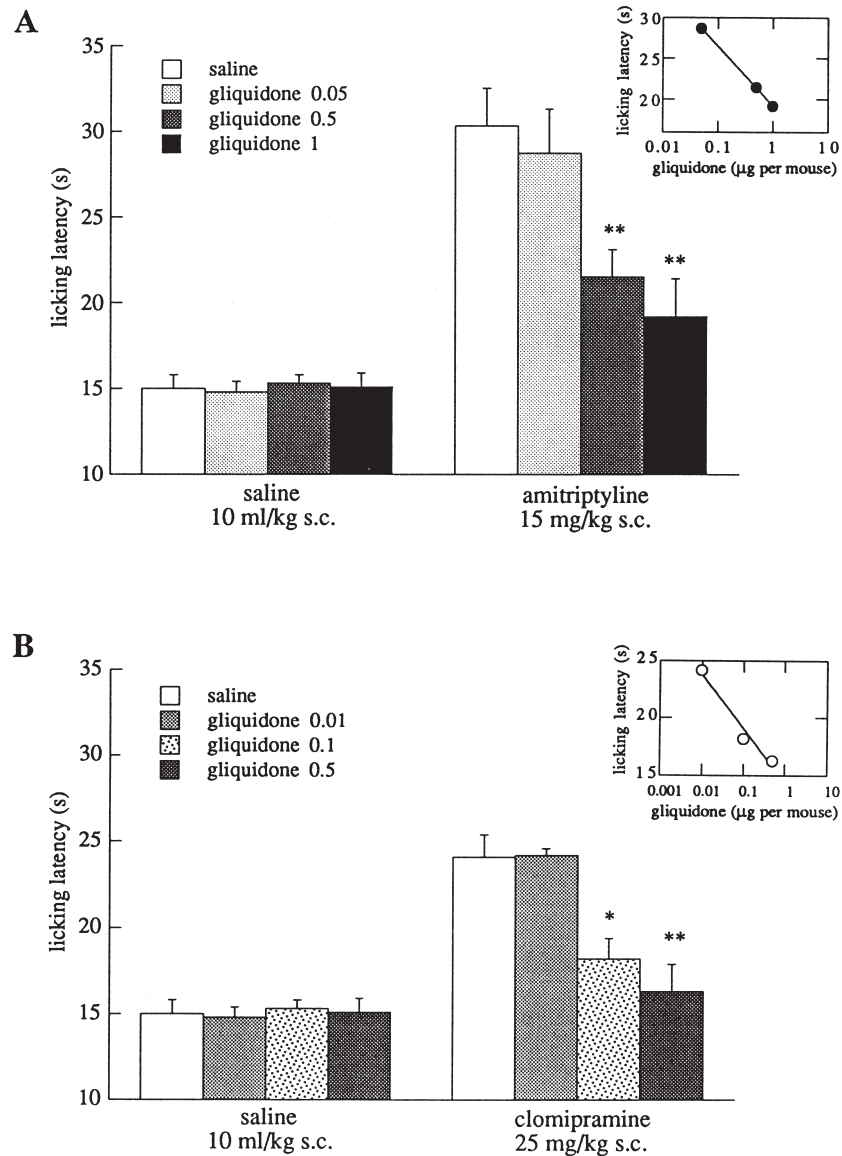 A
licking latency (s)
35
30
25
20
15
10
saline
gliquidone 0.05
gliquidone 0.5
gliquidone 1
**
**
saline
10 ml/kg s.c.
amitriptyline
15 mg/kg s.c.
licking latency (s)
30
25
20
0.01 0.1 1 10
gliquidone (μg per mouse)
B
licking latency (s)
35
30
25
20
15
10
saline
gliquidone 0.01
gliquidone 0.1
gliquidone 0.5
*
**
saline
10 ml/kg s.c.
clomipramine
25 mg/kg s.c.
licking latency (s)
25
20
15
0.001 0.01 0.1 1 10
gliquidone (μg per mouse)